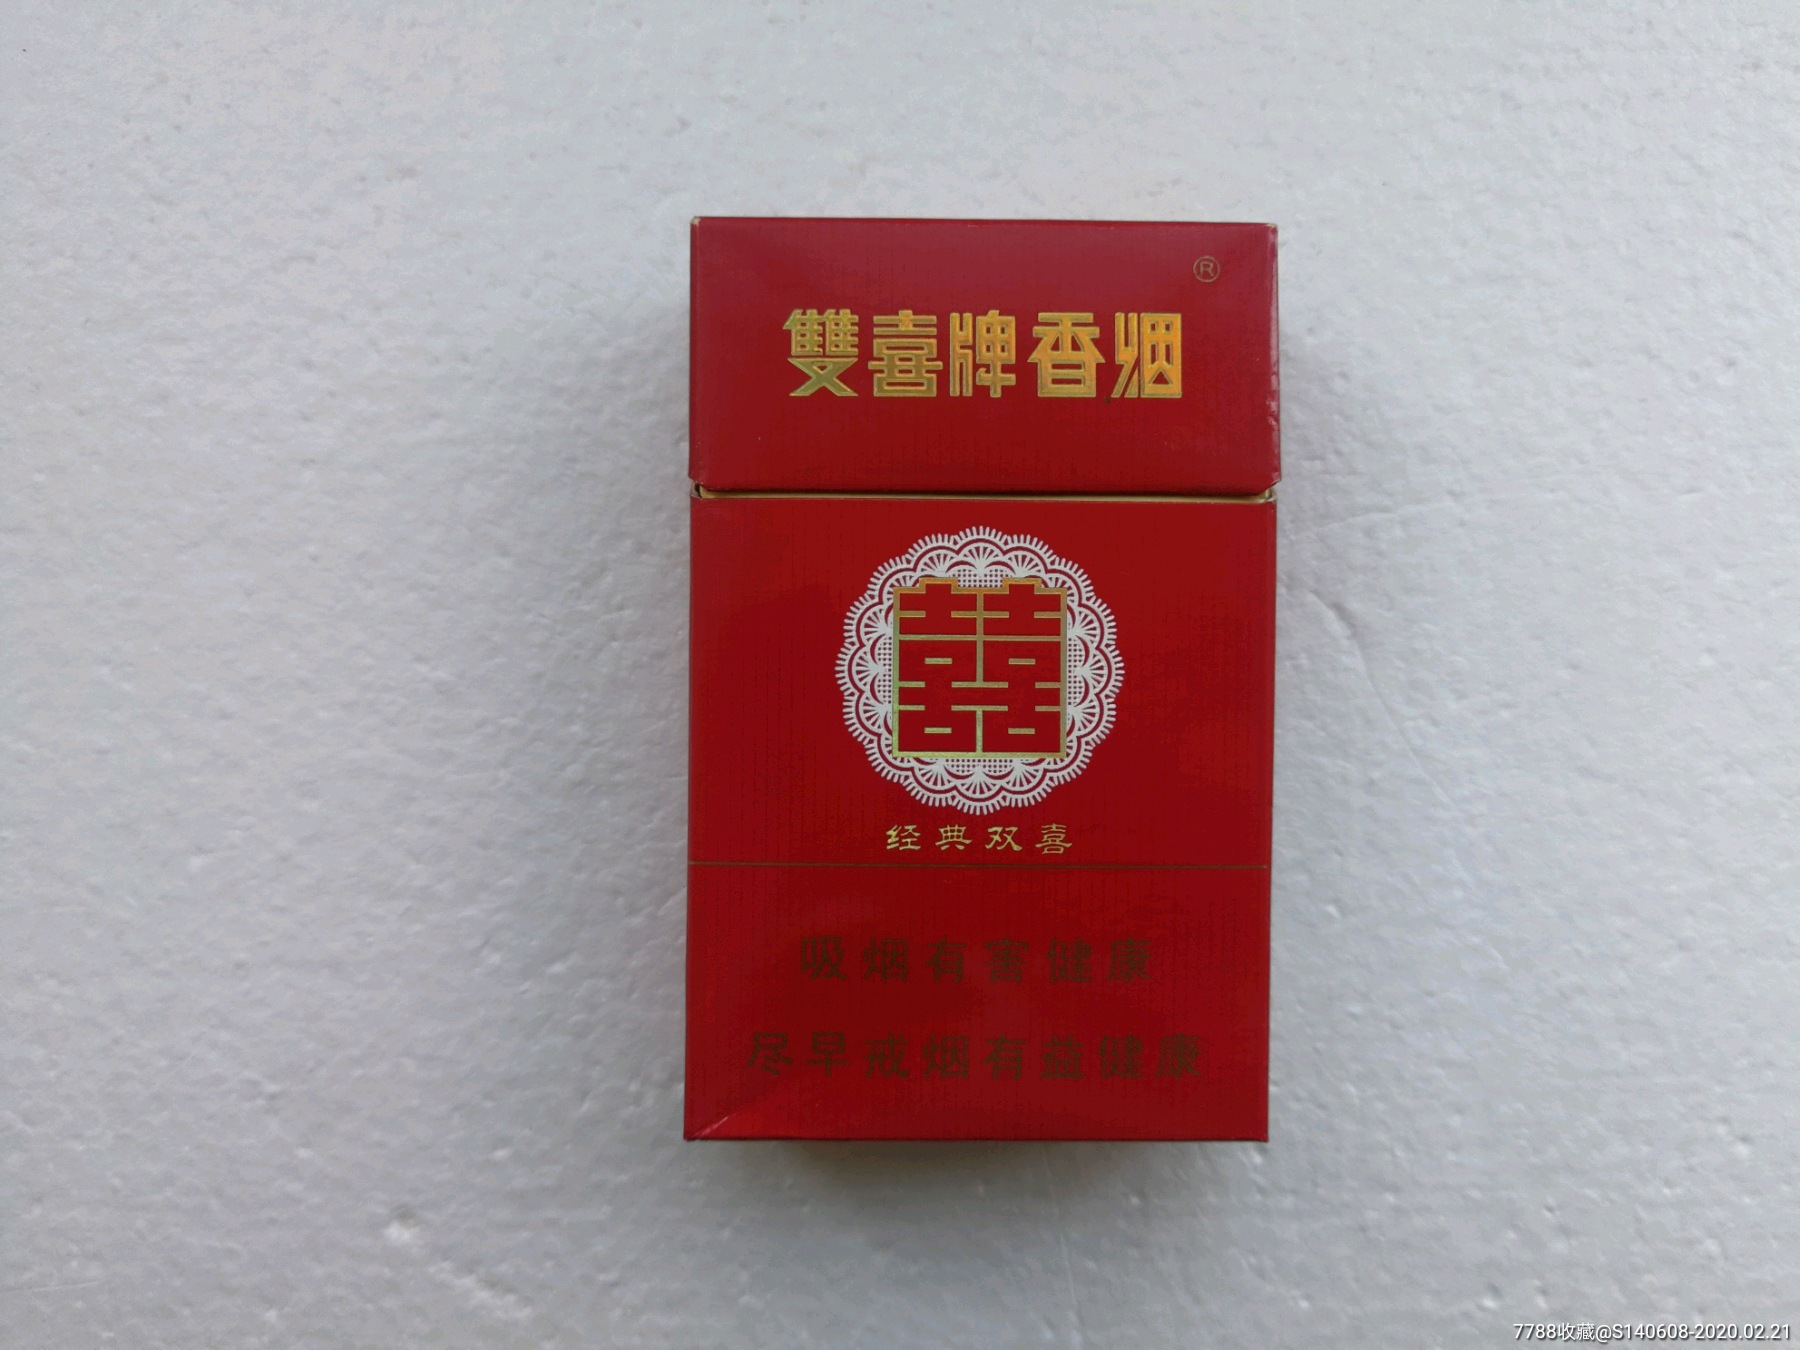 ®
雙喜牌香烟
囍
经典双喜
吸烟有害健康
尽早戒烟有益健康
7788收藏@S140608-2020.02.21